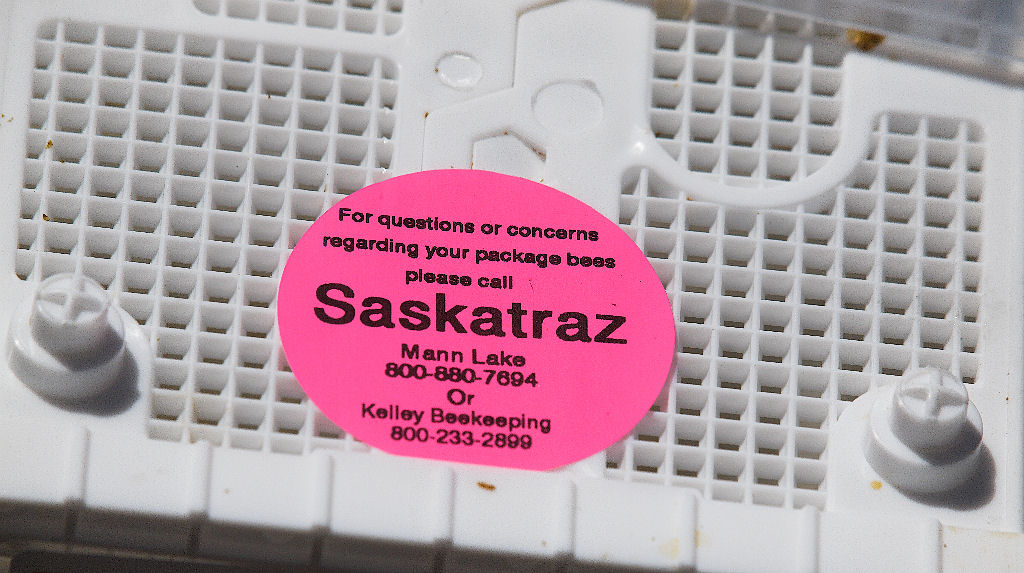 For questions or concerns
regarding your package bees
please call
Saskatraz
Mann Lake
800-880-7694
Or
Kelley Beekeeping
800-233-2899